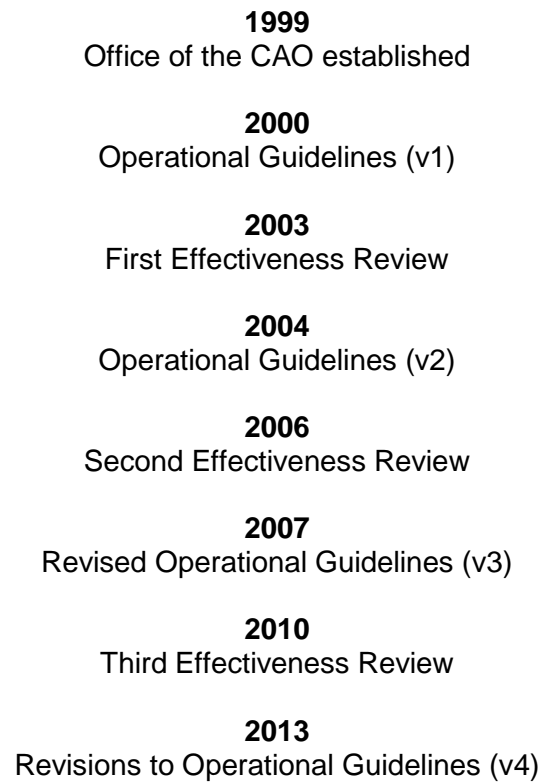 1999
Office of the CAO established
2000
Operational Guidelines (v1)
2003
First Effectiveness Review
2004
Operational Guidelines (v2)
2006
Second Effectiveness Review
2007
Revised Operational Guidelines (v3)
2010
Third Effectiveness Review
2013
Revisions to Operational Guidelines (v4)